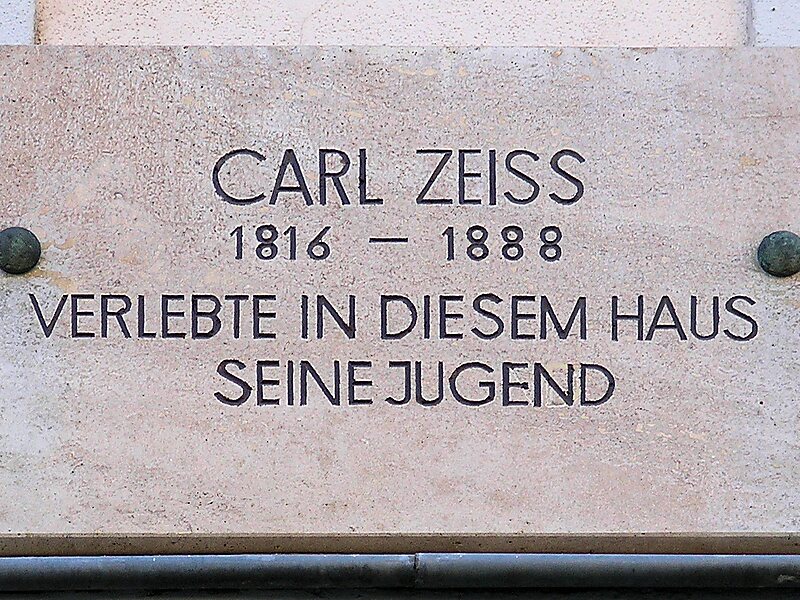 CARL ZEISS
1816 – 1888
VERLEBTE IN DIESEM HAUS
SEINE JUGEND